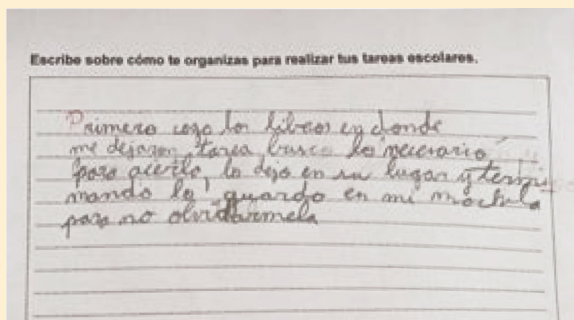 Escribe sobre cómo te organizas para realizar tus tareas escolares.
Primero cojo los libros en donde
me dejaron tarea busco lo necesario
para acerlo, lo dejo en su lugar y termi
nando lo guardo en mi mochila
para no olvidarmela